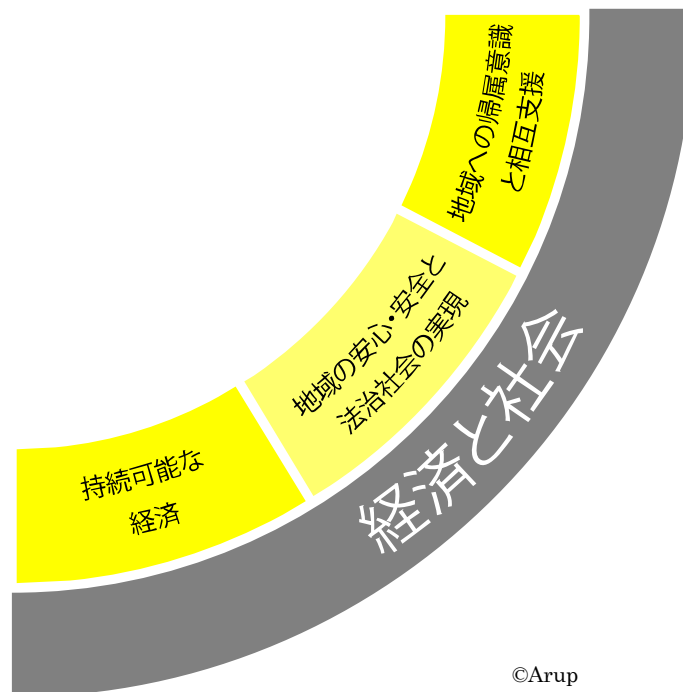 地域への帰属意識
と相互支援
地域の安心・安全と
法治社会の実現
持続可能な
経済
経済と社会
©Arup